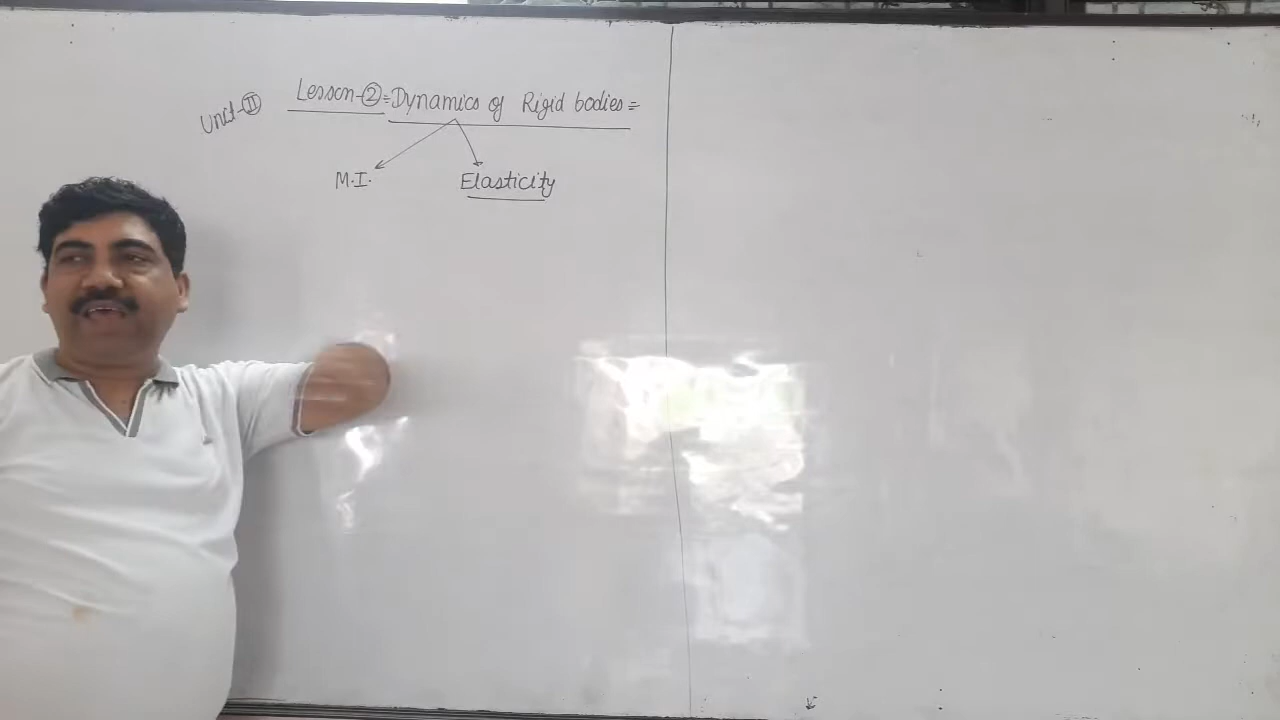 Unit-II Lesson-2=Dynamics of Rigid bodies=
M.I. Elasticity